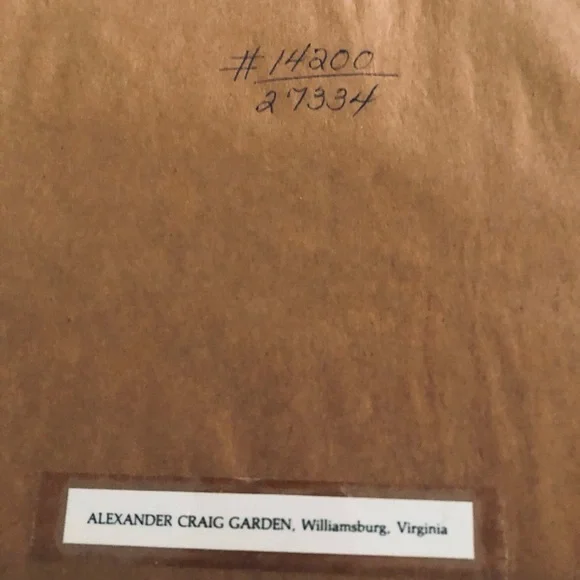 #14200
27334
ALEXANDER CRAIG GARDEN, Williamsburg, Virginia